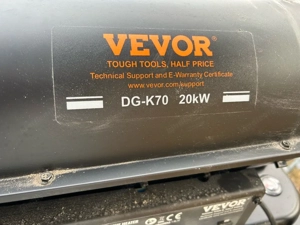 VEVOR®
TOUGH TOOLS, HALF PRICE
Technical Support and E-Warranty Certificate
www.vevor.com/support
DG-K70 20kW
VEVOR®